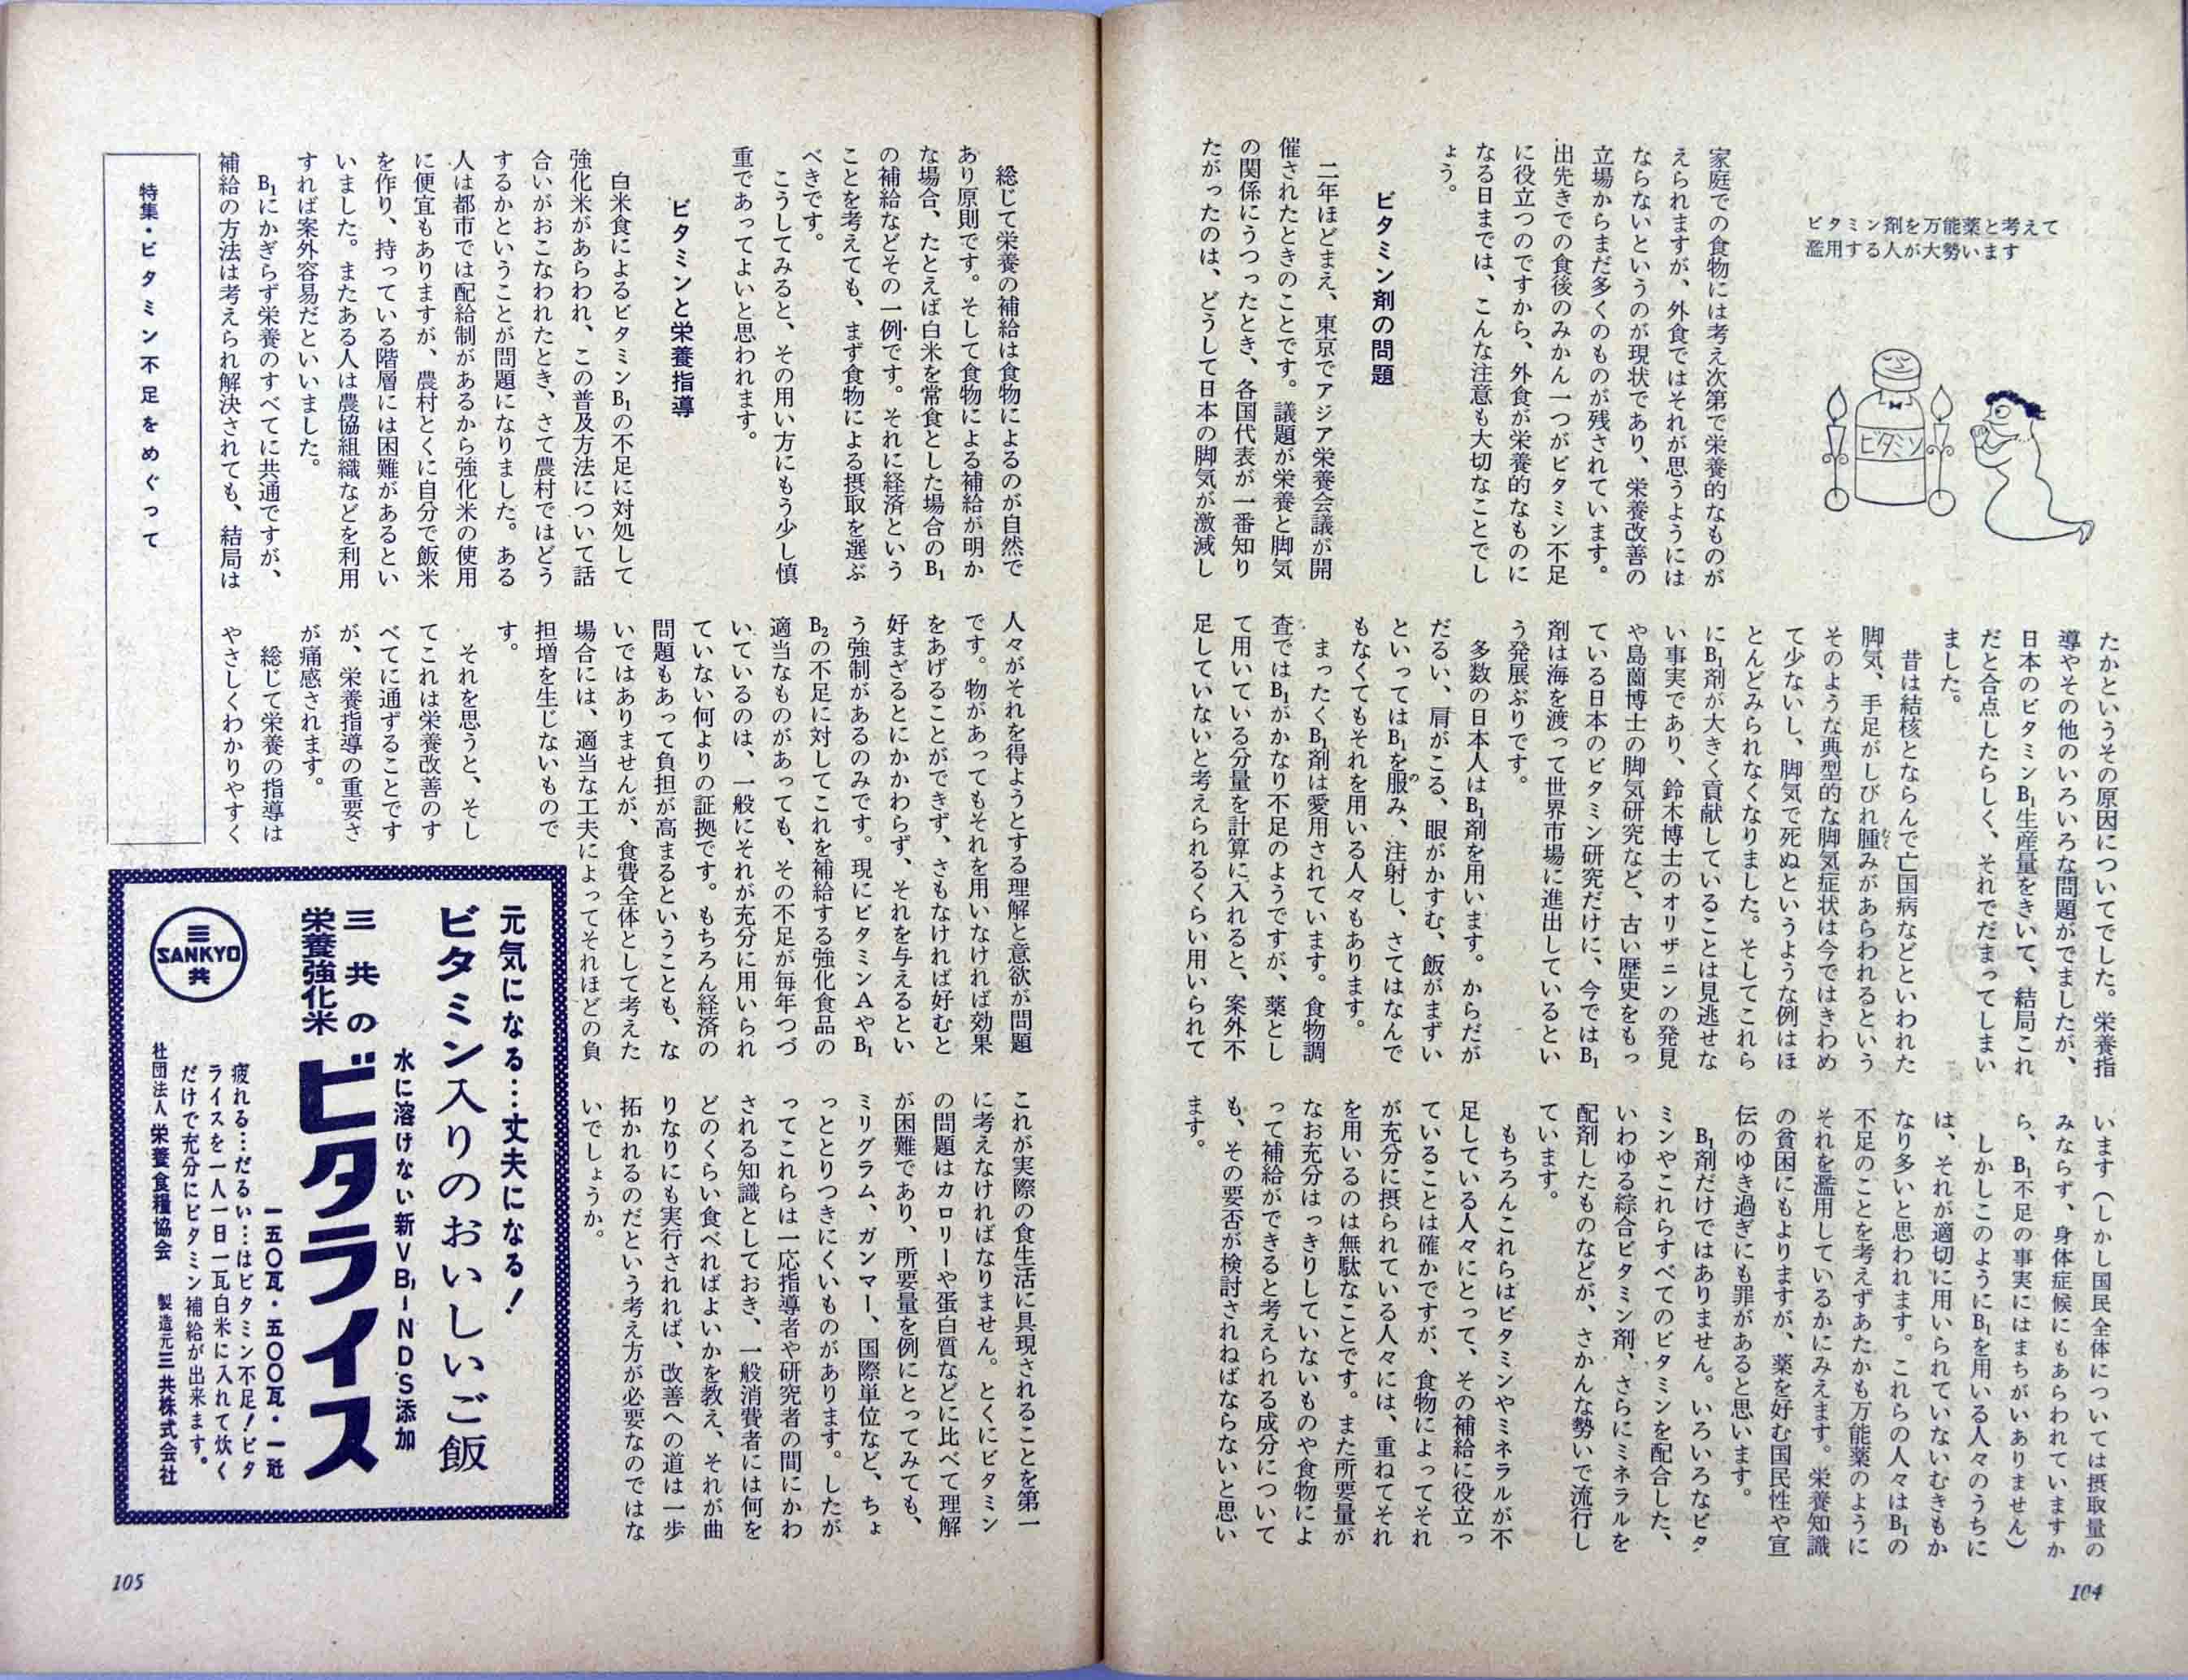 ビタミン剤を万能薬と考えて
濫用する人が大勢います
ビタミン
家庭での食物には考え次第で栄養的なものが
えられますが、外食ではそれが思うようには
ならないというのが現状であり、栄養改善の
立場からまだ多くのものが残されています。
出先きでの食後のみかん一つがビタミン不足
に役立つのですから、外食が栄養的なものに
なる日までは、こんな注意も大切なことでし
ょう。
ビタミン剤の問題
二年ほどまえ、東京でアジア栄養会議が開
催されたときのことです。議題が栄養と脚気
の関係にうつったとき、各国代表が一番知り
たがったのは、どうして日本の脚気が激減し
たかというその原因についてでした。栄養指
導やその他のいろいろな問題がでましたが、
日本のビタミンB₁生産量をきいて、結局これ
だと合点したらしく、それでだまってしまい
ました。
昔は結核とならんで亡国病などといわれた
脚気、手足がしびれ腫みがあらわれるという
そのような典型的な脚気症状は今ではきわめ
て少ないし、脚気で死ぬというような例はほ
とんどみられなくなりました。そしてこれら
にB₁剤が大きく貢献していることは見逃せな
い事実であり、鈴木博士のオリザニンの発見
や島薗博士の脚気研究など、古い歴史をもっ
ている日本のビタミン研究だけに、今ではB₁
剤は海を渡って世界市場に進出しているとい
う発展ぶりです。
多数の日本人はB₁剤を用います。からだが
だるい、肩がこる、眼がかすむ、飯がまずい
といってはB₁を服み、注射し、さてはなんで
もなくてもそれを用いる人々もあります。
まったくB₁剤は愛用されています。食物調
査ではB₁がかなり不足のようですが、薬とし
て用いている分量を計算に入れると、案外不
足していないと考えられるくらい用いられて
います（しかし国民全体については摂取量の
みならず、身体症候にもあらわれていますか
ら、B₁不足の事実にはまちがいありません）
しかしこのようにB₁を用いる人々のうちに
は、それが適切に用いられていないむきもか
なり多いと思われます。これらの人々はB₁の
不足のことを考えずあたかも万能薬のように
それを濫用しているかにみえます。栄養知識
の貧困にもよりますが、薬を好む国民性や宣
伝のゆき過ぎにも罪があると思います。
B₁剤だけではありません。いろいろなビタ
ミンやこれらすべてのビタミンを配合した、
いわゆる綜合ビタミン剤、さらにミネラルを
配剤したものなどが、さかんな勢いで流行し
ています。
もちろんこれらはビタミンやミネラルが不
足している人々にとって、その補給に役立っ
ていることは確かですが、食物によってそれ
が充分に摂られている人々には、重ねてそれ
を用いるのは無駄なことです。また所要量が
なお充分はっきりしていないものや食物によ
って補給ができると考えられる成分について
も、その要否が検討されねばならないと思い
ます。
104
総じて栄養の補給は食物によるのが自然で
あり原則です。そして食物による補給が明か
な場合、たとえば白米を常食とした場合のB₁
の補給などその一例です。それに経済という
ことを考えても、まず食物による摂取を選ぶ
べきです。
こうしてみると、その用い方にもう少し慎
重であってよいと思われます。
ビタミンと栄養指導
白米食によるビタミンB₁の不足に対処して
強化米があらわれ、この普及方法について話
合いがおこなわれたとき、さて農村ではどう
するかということが問題になりました。ある
人は都市では配給制があるから強化米の使用
に便宜もありますが、農村とくに自分で飯米
を作り、持っている階層には困難があるとい
いました。またある人は農協組織などを利用
すれば案外容易だといいました。
B₁にかぎらず栄養のすべてに共通ですが、
補給の方法は考えられ解決されても、結局は
人々がそれを得ようとする理解と意欲が問題
です。物があってもそれを用いなければ効果
をあげることができず、さもなければ好むと
好まざるとにかかわらず、それを与えるとい
う強制があるのみです。現にビタミンAやB₁
B₂の不足に対してこれを補給する強化食品の
適当なものがあっても、その不足が毎年つづ
いているのは、一般にそれが充分に用いられ
ていない何よりの証拠です。もちろん経済の
問題もあって負担が高まるということも、な
いではありませんが、食費全体として考えた
場合には、適当な工夫によってそれほどの負
担増を生じないもので
す。
それを思うと、そし
てこれは栄養改善のす
べてに通ずることです
が、栄養指導の重要さ
が痛感されます。
総じて栄養の指導は
やさしくわかりやすく
これが実際の食生活に具現されることを第一
に考えなければなりません。とくにビタミン
の問題はカロリーや蛋白質などに比べて理解
が困難であり、所要量を例にとってみても、
ミリグラム、ガンマー、国際単位など、ちょ
っととりつきにくいものがあります。したが
ってこれらは一応指導者や研究者の間にかわ
される知識としておき、一般消費者には何を
どのくらい食べればよいかを教え、それが曲
りなりにも実行されれば、改善への道は一歩
拓かれるのだという考え方が必要なのではな
いでしょうか。
特集・ビタミン不足をめぐって
元気になる…丈夫になる！
ビタミン入りのおいしいご飯
水に溶けない新VB₁-NDS添加
三共の
栄養強化米
ビタライス
一五〇瓦・五〇〇瓦・一瓩
疲れる…だるい…はビタミン不足！ビタ
ライスを一人一日一瓦白米に入れて炊く
だけで充分にビタミン補給が出来ます。
三
SANKYO
共
社団法人 栄養食糧協会 製造元 三共株式会社
105